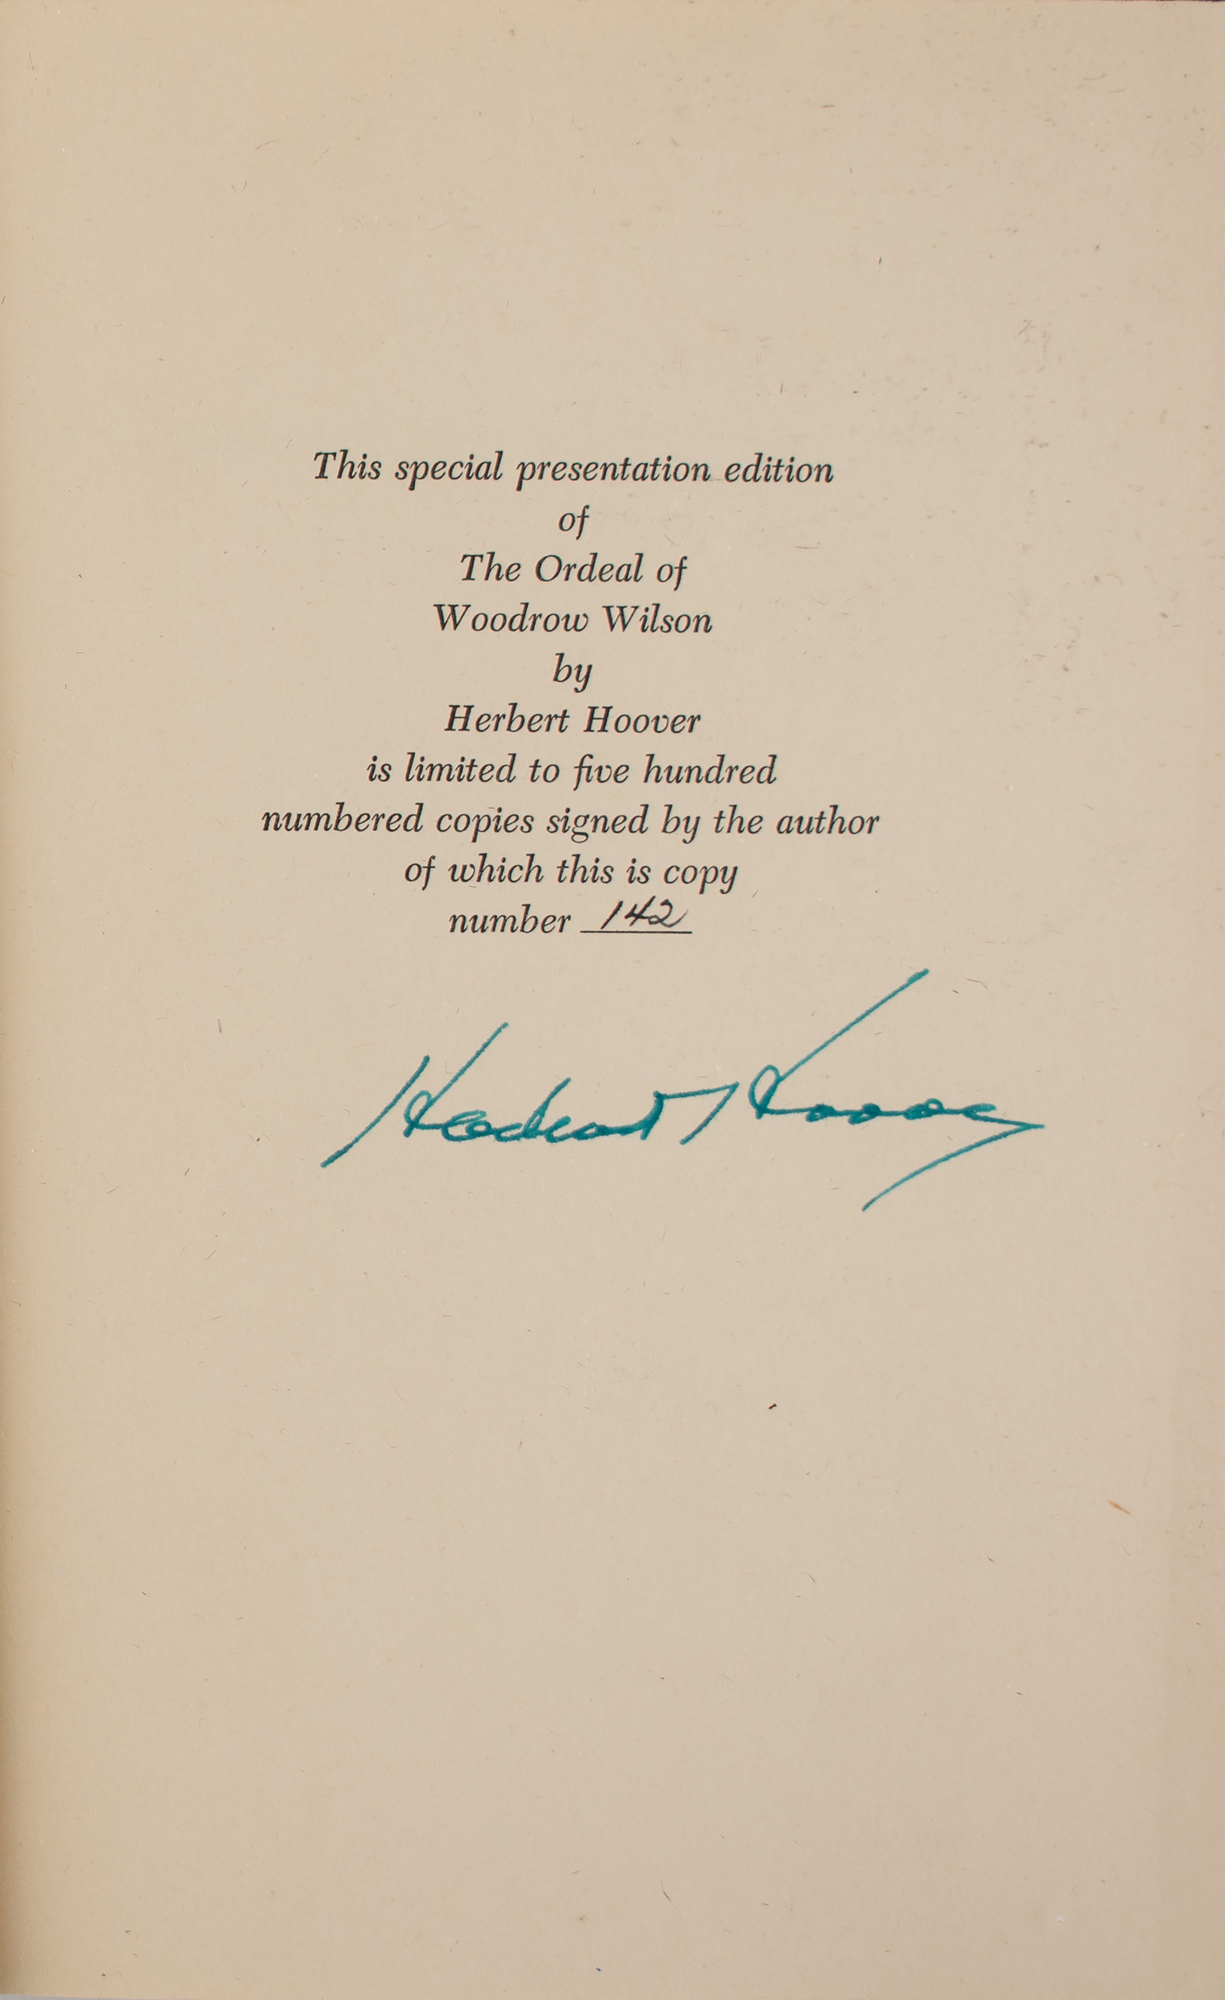 This special presentation edition
of
The Ordeal of
Woodrow Wilson
by
Herbert Hoover
is limited to five hundred
numbered copies signed by the author
of which this is copy
number 142
Herbert Hoover